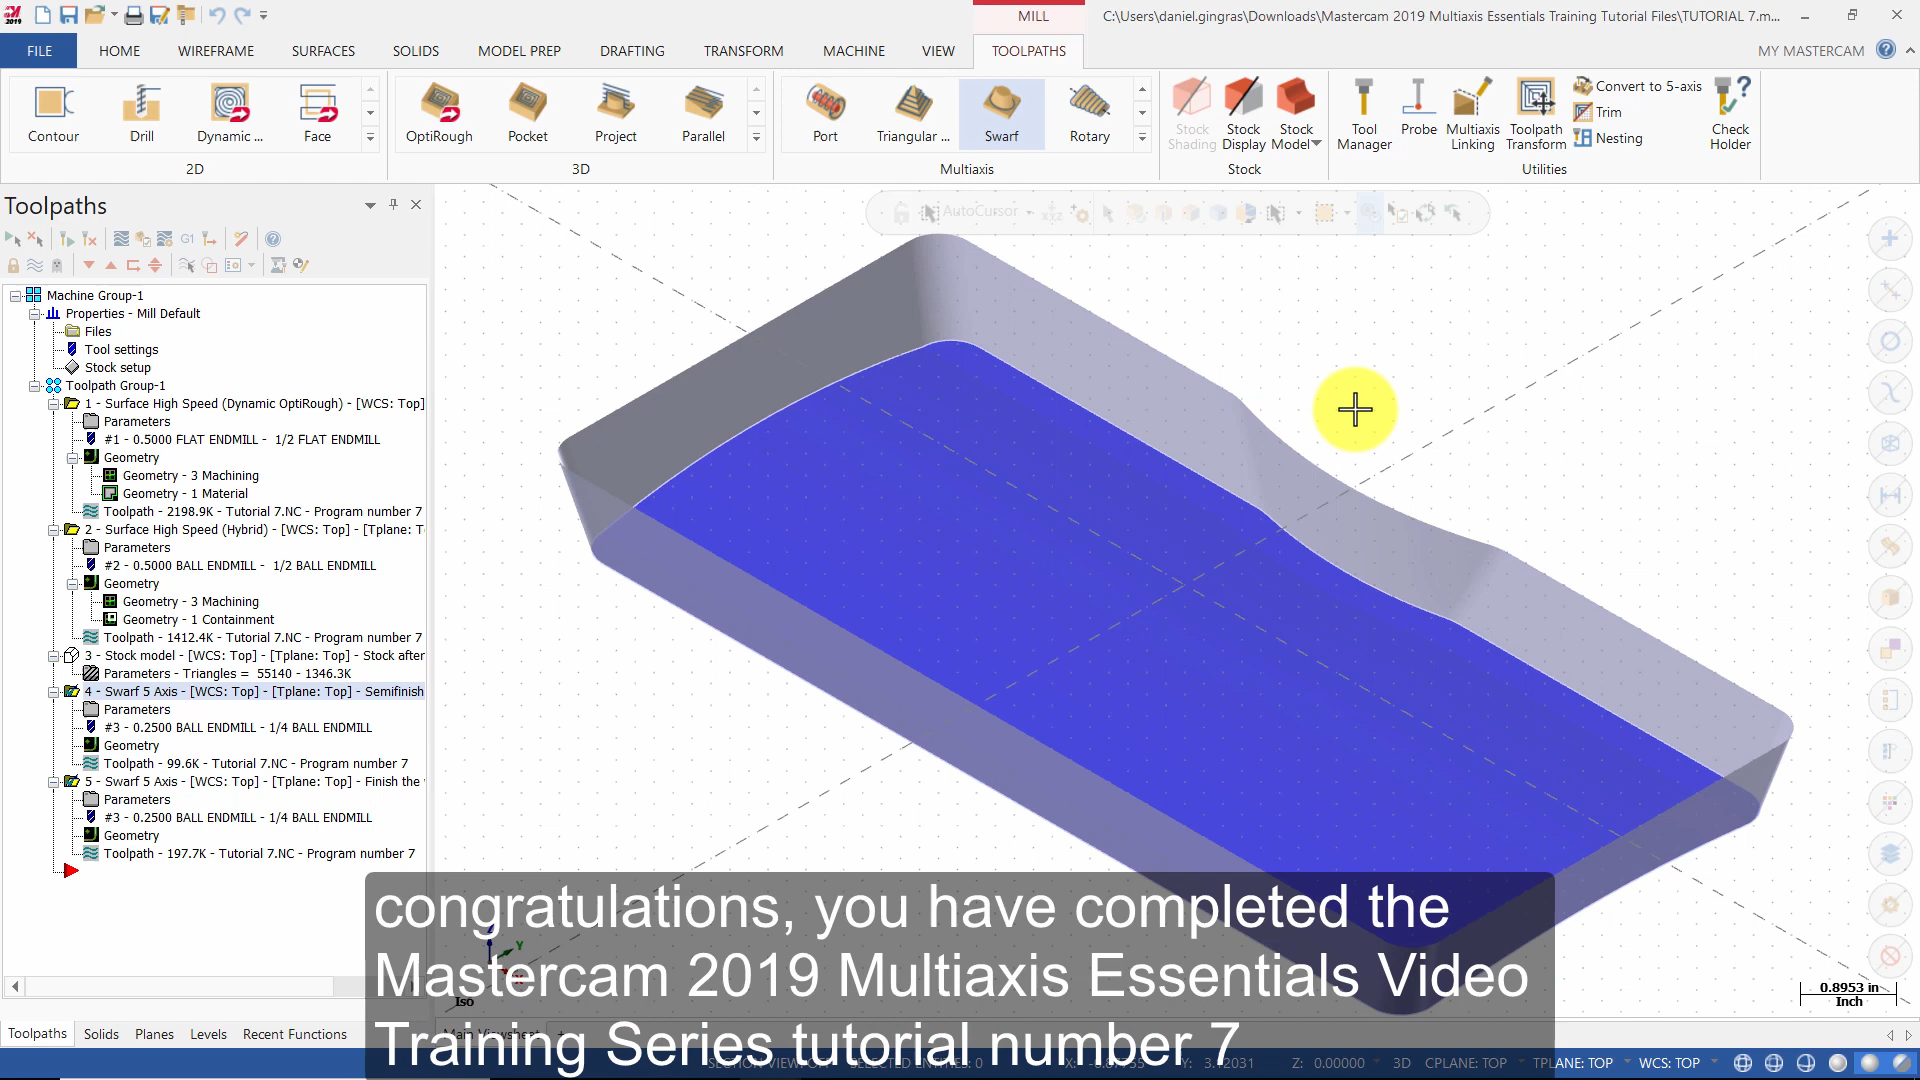 MILL
C:\Users\daniel.gingras\Downloads\Mastercam 2019 Multiaxis Essentials Training Tutorial Files\TUTORIAL 7.m...
FILE
HOME
WIREFRAME
SURFACES
SOLIDS
MODEL PREP
DRAFTING
TRANSFORM
MACHINE
VIEW
TOOLPATHS
MY MASTERCAM
Contour
Drill
Dynamic ...
Face
2D
OptiRough
Pocket
Project
Parallel
3D
Port
Triangular ...
Swarf
Rotary
Multiaxis
Stock Shading
Stock Display
Stock Model
Stock
Tool Manager
Probe
Multiaxis Linking
Toolpath Transform
Convert to 5-axis
Trim
Nesting
Check Holder
Utilities
Toolpaths
AutoCursor
G1
Machine Group-1
Properties - Mill Default
Files
Tool settings
Stock setup
Toolpath Group-1
1 - Surface High Speed (Dynamic OptiRough) - [WCS: Top]
Parameters
#1 - 0.5000 FLAT ENDMILL - 1/2 FLAT ENDMILL
Geometry
Geometry - 3 Machining
Geometry - 1 Material
Toolpath - 2198.9K - Tutorial 7.NC - Program number 7
2 - Surface High Speed (Hybrid) - [WCS: Top] - [Tplane: T
Parameters
#2 - 0.5000 BALL ENDMILL - 1/2 BALL ENDMILL
Geometry
Geometry - 3 Machining
Geometry - 1 Containment
Toolpath - 1412.4K - Tutorial 7.NC - Program number 7
3 - Stock model - [WCS: Top] - [Tplane: Top] - Stock after
Parameters - Triangles = 55140 - 1346.3K
4 - Swarf 5 Axis - [WCS: Top] - [Tplane: Top] - Semifinish
Parameters
#3 - 0.2500 BALL ENDMILL - 1/4 BALL ENDMILL
Geometry
Toolpath - 99.6K - Tutorial 7.NC - Program number 7
5 - Swarf 5 Axis - [WCS: Top] - [Tplane: Top] - Finish the
Parameters
#3 - 0.2500 BALL ENDMILL - 1/4 BALL ENDMILL
Geometry
Toolpath - 197.7K - Tutorial 7.NC - Program number 7
congratulations, you have completed the
Mastercam 2019 Multiaxis Essentials Video
Training Series tutorial number 7
Y
Iso
0.8953 in
Inch
Toolpaths
Solids
Planes
Levels
Recent Functions
Main Viewsheet
SECTION VIEW: OFF
SELECTED ENTITIES: 0
X:
Y:
Z: 0.00000
3D
CPLANE: TOP
TPLANE: TOP
WCS: TOP